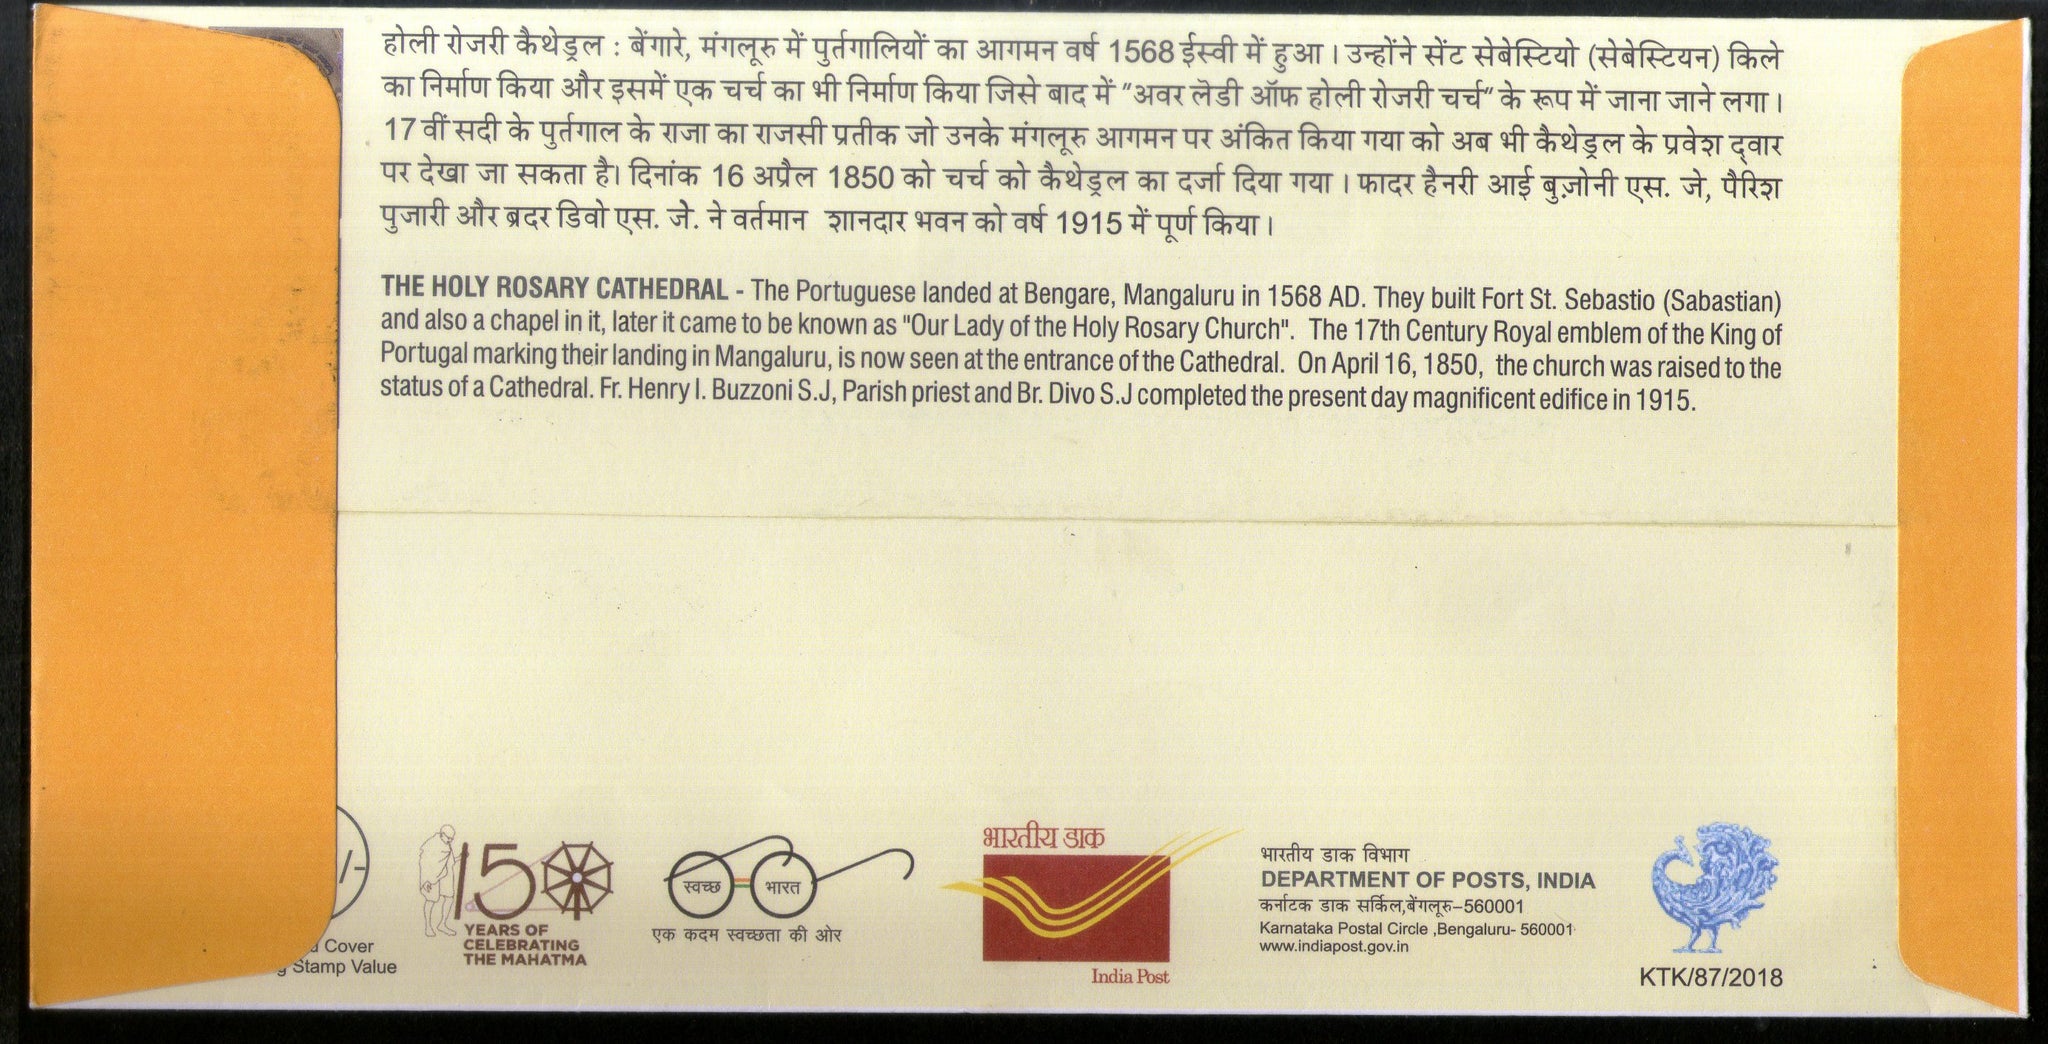 होली रोजरी कैथेड्रल : बेंगारे, मंगलूरु में पुर्तगालियों का आगमन वर्ष 1568 ईस्वी में हुआ । उन्होंने सेंट सेबेस्टियो (सेबेस्टियन) किले
का निर्माण किया और इसमें एक चर्च का भी निर्माण किया जिसे बाद में "अवर लेडी ऑफ होली रोजरी चर्च" के रूप में जाना जाने लगा ।
17 वीं सदी के पुर्तगाल के राजा का राजसी प्रतीक जो उनके मंगलूरु आगमन पर अंकित किया गया को अब भी कैथेड्रल के प्रवेश द्वार
पर देखा जा सकता है। दिनांक 16 अप्रैल 1850 को चर्च को कैथेड्रल का दर्जा दिया गया । फादर हैनरी आई बुज़ोनी एस. जे, पैरिश
पुजारी और ब्रदर डिवो एस. जे. ने वर्तमान शानदार भवन को वर्ष 1915 में पूर्ण किया ।
THE HOLY ROSARY CATHEDRAL - The Portuguese landed at Bengare, Mangaluru in 1568 AD. They built Fort St. Sebastio (Sabastian)
and also a chapel in it, later it came to be known as "Our Lady of the Holy Rosary Church". The 17th Century Royal emblem of the King of
Portugal marking their landing in Mangaluru, is now seen at the entrance of the Cathedral. On April 16, 1850, the church was raised to the
status of a Cathedral. Fr. Henry I. Buzzoni S.J, Parish priest and Br. Divo S.J completed the present day magnificent edifice in 1915.
/-
Cover
Stamp Value
150
YEARS OF
CELEBRATING
THE MAHATMA
स्वच्छ भारत
एक कदम स्वच्छता की ओर
भारतीय डाक
India Post
भारतीय डाक विभाग
DEPARTMENT OF POSTS, INDIA
कर्नाटक डाक सर्किल,बेंगलूरु-560001
Karnataka Postal Circle ,Bengaluru- 560001
www.indiapost.gov.in
KTK/87/2018